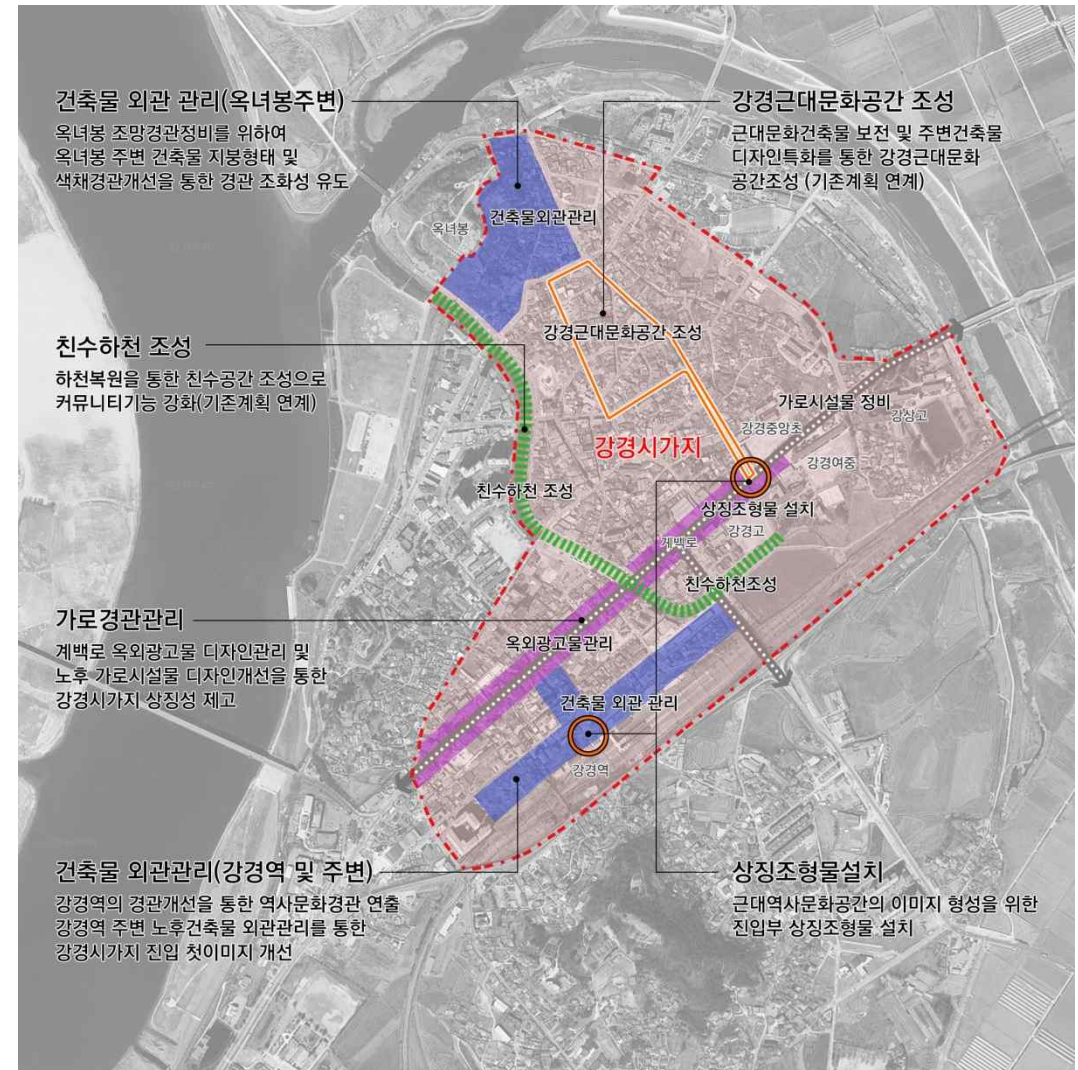 건축물 외관 관리(옥녀봉주변)
옥녀봉 조망경관정비를 위하여
옥녀봉 주변 건축물 지붕형태 및
색채경관개선을 통한 경관 조화성 유도
강경근대문화공간 조성
근대문화건축물 보전 및 주변건축물
디자인특화를 통한 강경근대문화
공간조성 (기존계획 연계)
건축물외관관리
옥녀봉
강경근대문화공간 조성
친수하천 조성
하천복원을 통한 친수공간 조성으로
커뮤니티기능 강화(기존계획 연계)
가로시설물 정비
강상고
강경중앙초
강경시가지
강경여중
친수하천 조성
상징조형물 설치
강경고
계백로
친수하천조성
가로경관관리
계백로 옥외광고물 디자인관리 및
노후 가로시설물 디자인개선을 통한
강경시가지 상징성 제고
옥외광고물관리
건축물 외관 관리
강경역
건축물 외관관리(강경역 및 주변)
강경역의 경관개선을 통한 역사문화경관 연출
강경역 주변 노후건축물 외관관리를 통한
강경시가지 진입 첫이미지 개선
상징조형물설치
근대역사문화공간의 이미지 형성을 위한
진입부 상징조형물 설치